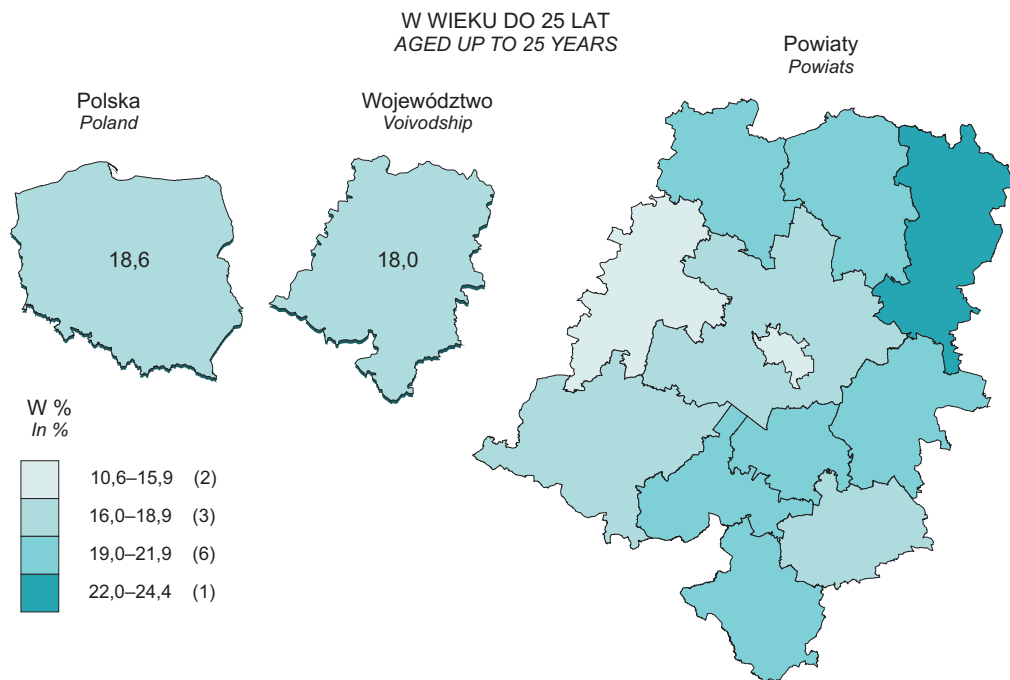 W WIEKU DO 25 LAT
AGED UP TO 25 YEARS
Powiaty
Powiats
Polska
Poland
Województwo
Voivodship
18,6
18,0
W %
In %
10,6–15,9 (2)
16,0–18,9 (3)
19,0–21,9 (6)
22,0–24,4 (1)